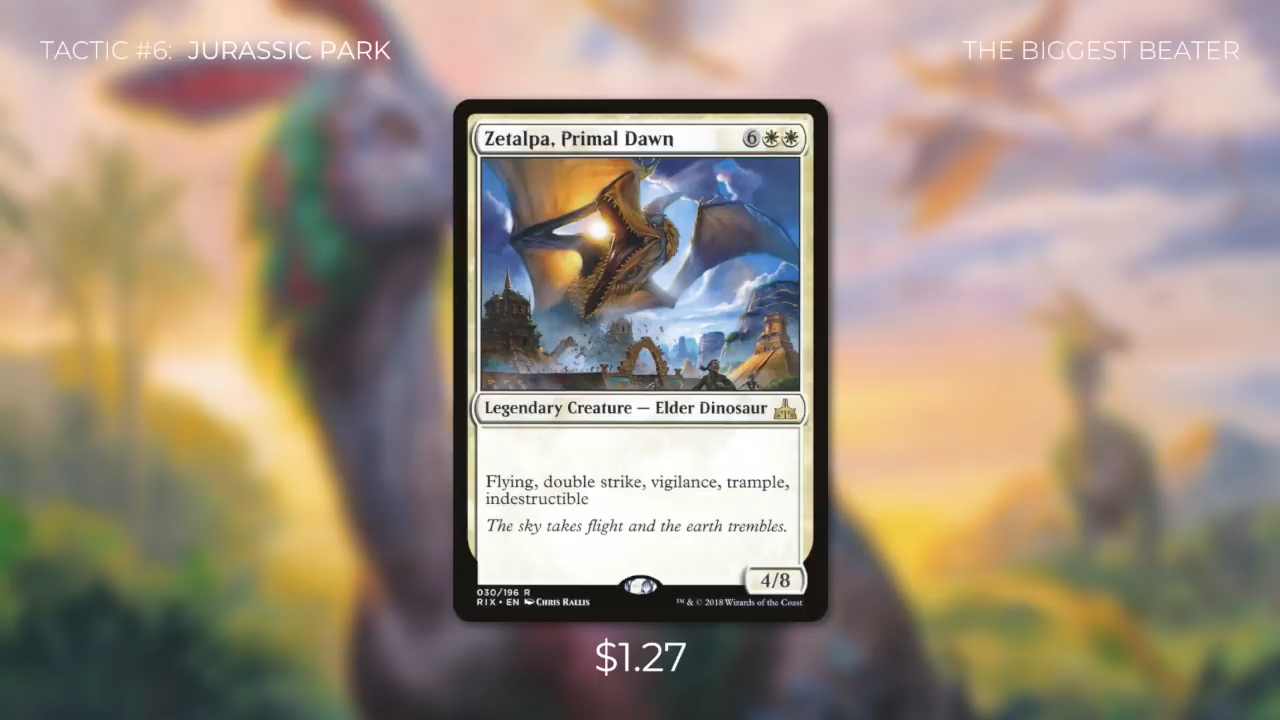 TACTIC #6: JURASSIC PARK
THE BIGGEST BEATER
Zetalpa, Primal Dawn 6
Legendary Creature — Elder Dinosaur
Flying, double strike, vigilance, trample,
indestructible
The sky takes flight and the earth trembles.
4/8
030/196 R
RIX • EN Chris Rallis
™ & © 2018 Wizards of the Coast
$1.27